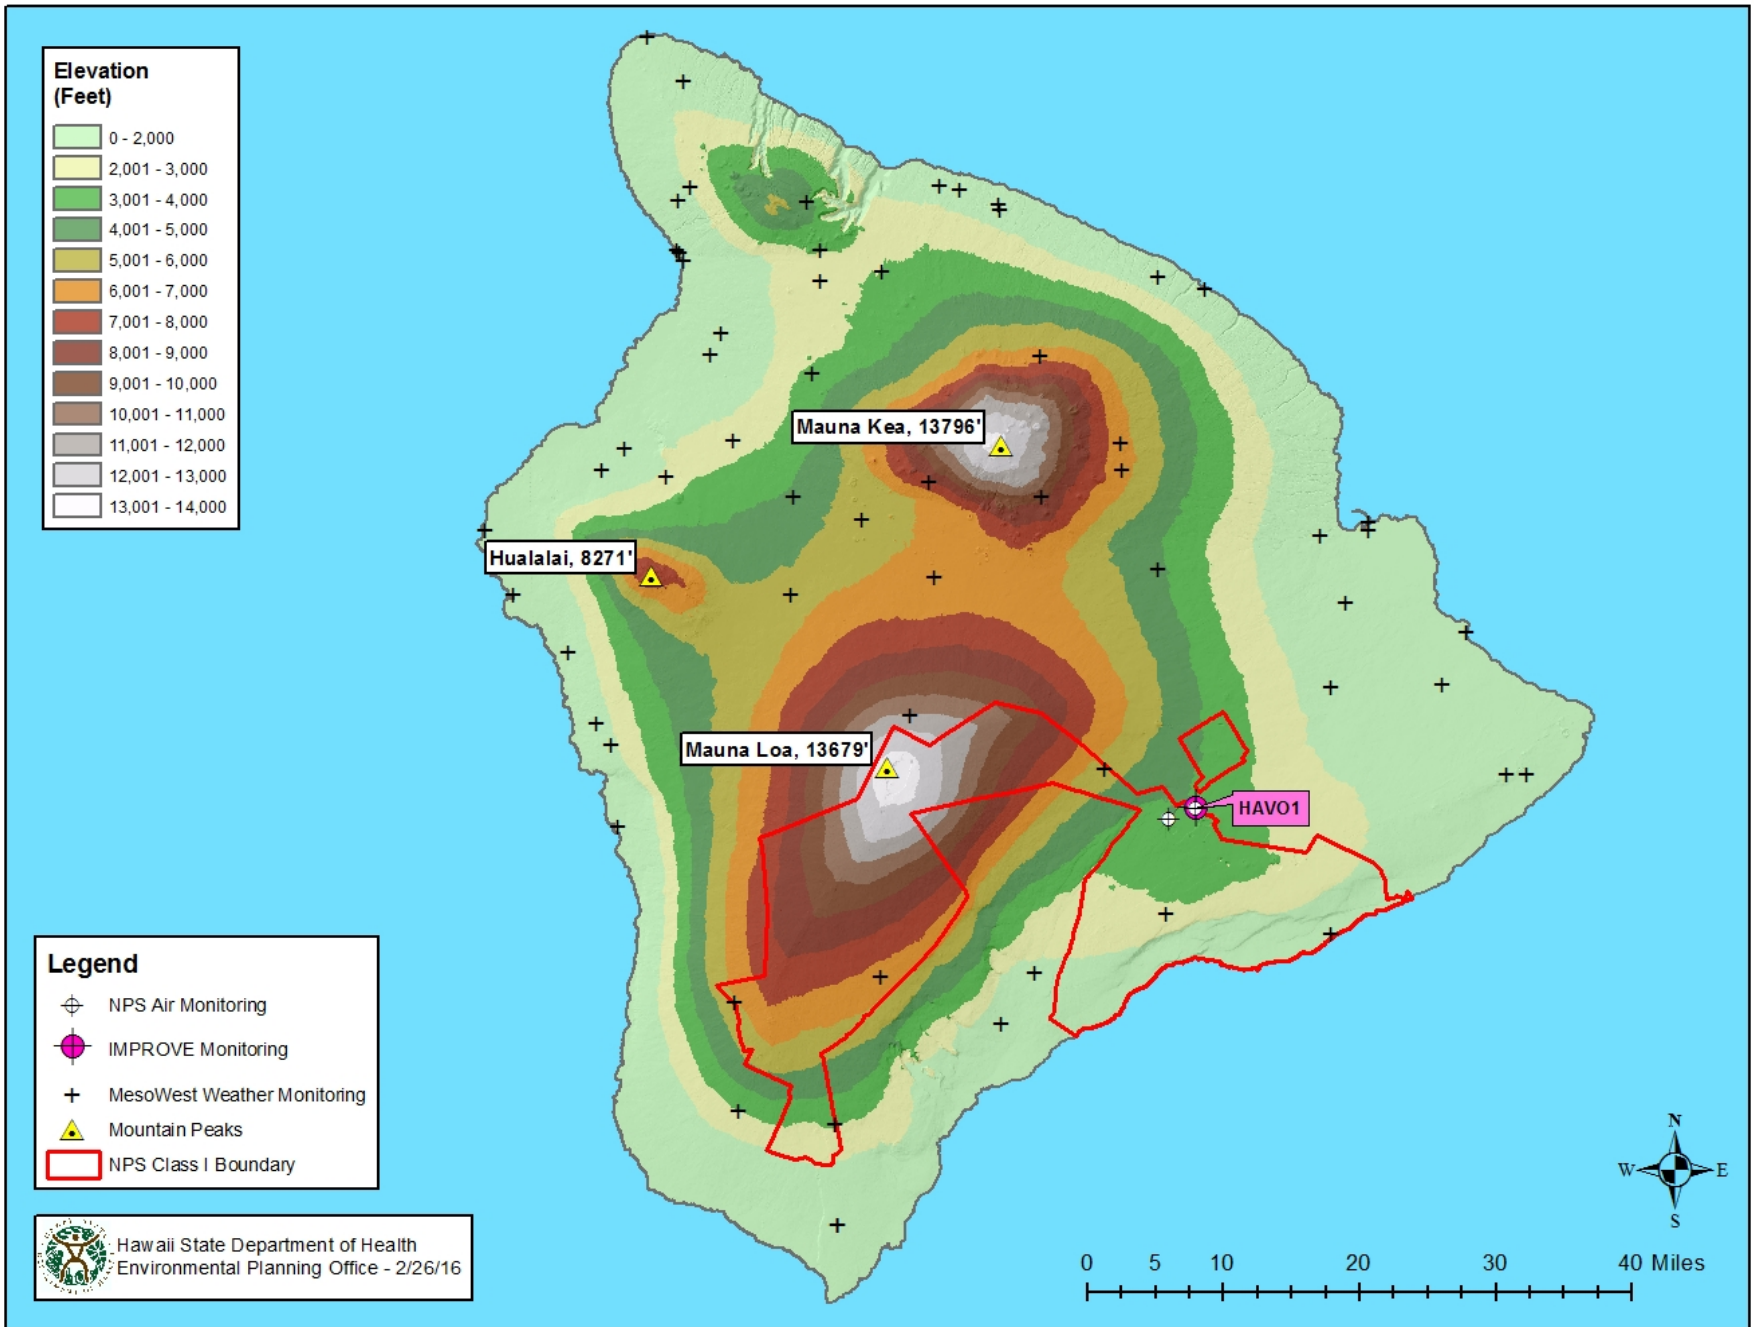 Elevation
(Feet)
0 - 2,000
2,001 - 3,000
3,001 - 4,000
4,001 - 5,000
5,001 - 6,000
6,001 - 7,000
7,001 - 8,000
8,001 - 9,000
9,001 - 10,000
10,001 - 11,000
11,001 - 12,000
12,001 - 13,000
13,001 - 14,000
Mauna Kea, 13796'
Hualalai, 8271'
Mauna Loa, 13679'
HAVO1
Legend
NPS Air Monitoring
IMPROVE Monitoring
MesoWest Weather Monitoring
Mountain Peaks
NPS Class I Boundary
Hawaii State Department of Health
Environmental Planning Office - 2/26/16
N
W E
S
0 5 10 20 30 40 Miles